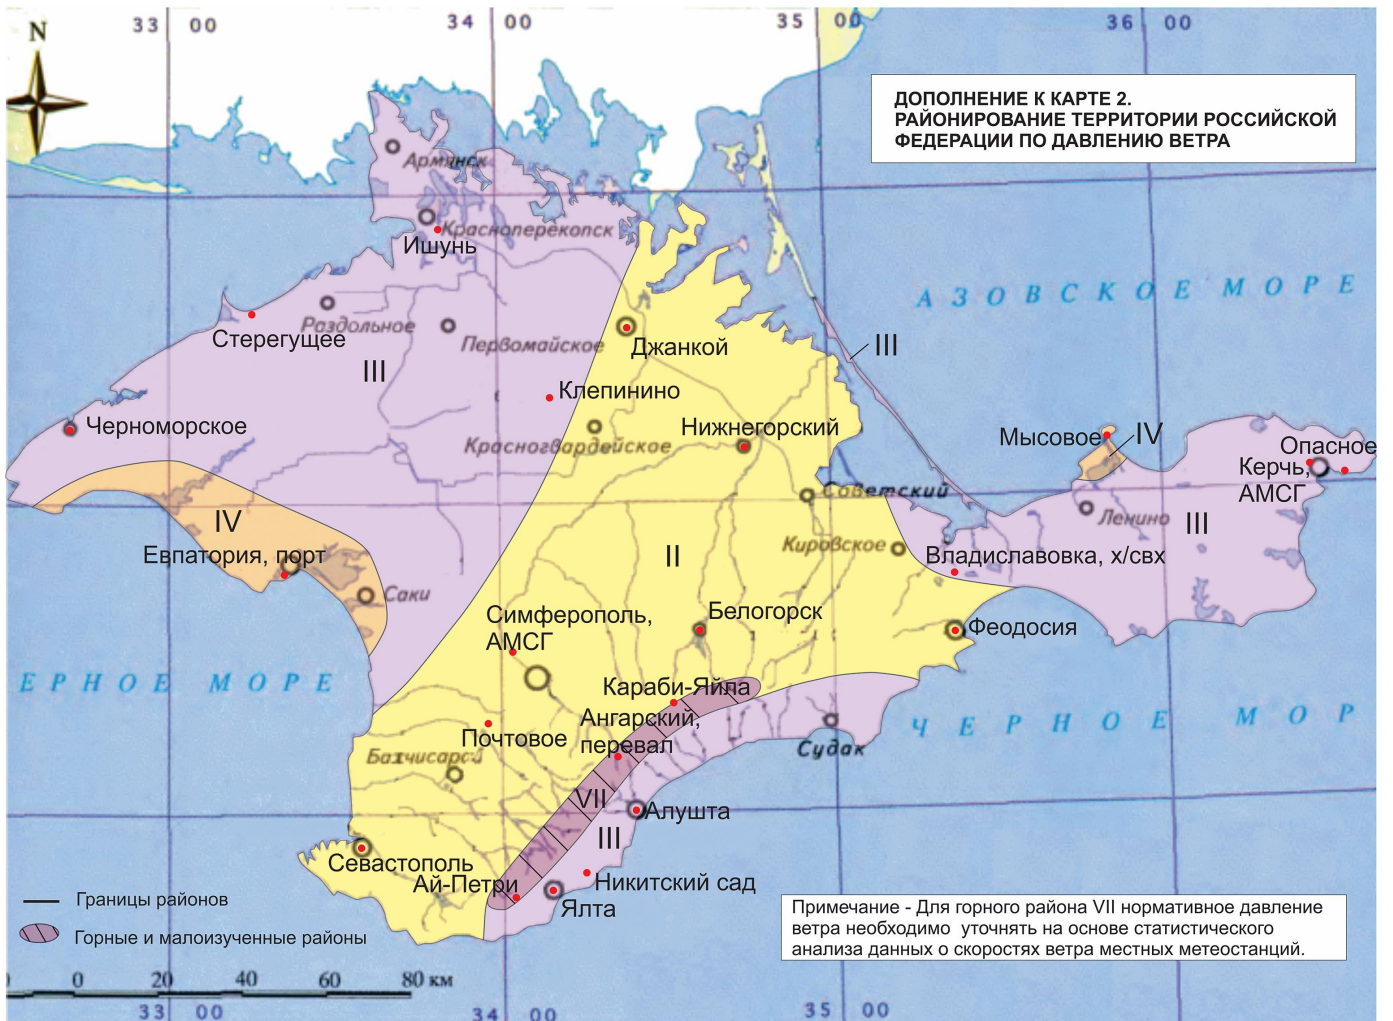 33 00
34 00
35 00
36 00
N
ДОПОЛНЕНИЕ К КАРТЕ 2.
РАЙОНИРОВАНИЕ ТЕРРИТОРИИ РОССИЙСКОЙ
ФЕДЕРАЦИИ ПО ДАВЛЕНИЮ ВЕТРА
Армянск
Красноперекопск
Ишунь
АЗОВСКОЕ МОРЕ
Раздольное
Стерегущее
Первомайское
Джанкой
III
III
Клепинино
Черноморское
Красногвардейское
Нижнегорский
Мысовое
IV
Опасное
Керчь,
АМСГ
Советский
Ленино
III
IV
Евпатория, порт
Кировское
Владиславовка, х/свх
II
Саки
Симферополь,
АМСГ
Белогорск
Феодосия
ЕРНОЕ МОРЕ
Караби-Яйла
Ангарский,
перевал
ЧЕРНОЕ МОР
Почтовое
Судак
Бахчисарай
VII
Алушта
III
Севастополь
Ай-Петри
Никитский сад
Ялта
Границы районов
Горные и малоизученные районы
Примечание - Для горного района VII нормативное давление
ветра необходимо уточнять на основе статистического
анализа данных о скоростях ветра местных метеостанций.
0 20 40 60 80 км
33 00
34 00
35 00